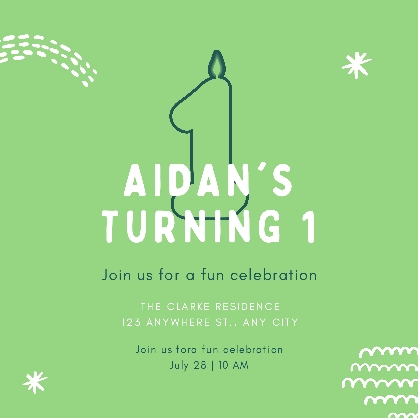 AIDAN'S
TURNING 1
Join us for a fun celebration
THE CLARKE RESIDENCE
123 ANYWHERE ST., ANY CITY
Join us fora fun celebration
July 28 | 10 AM